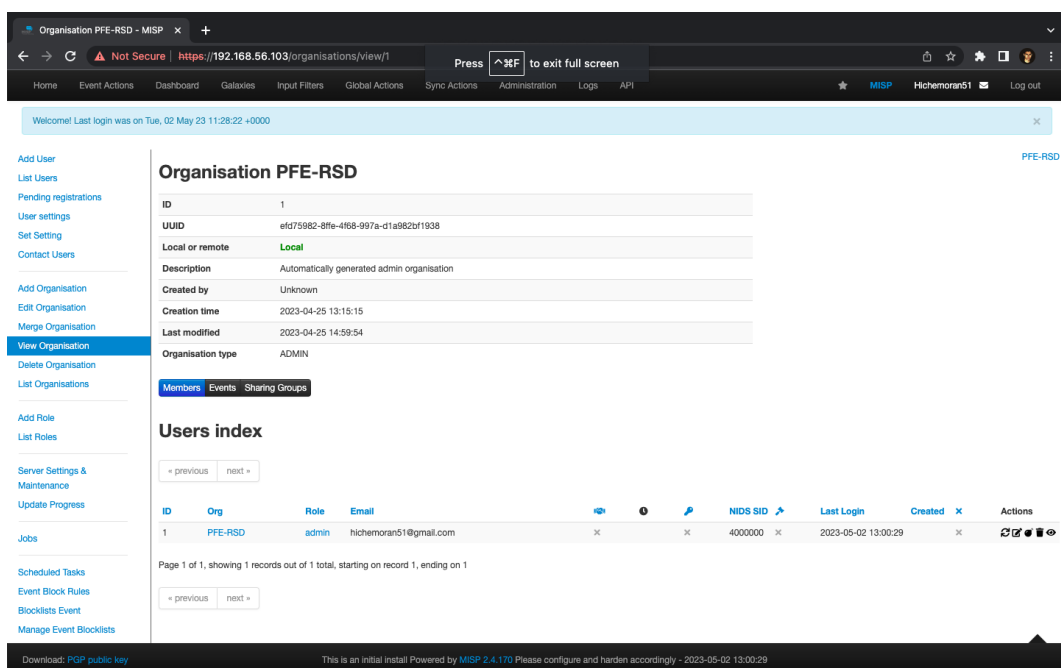 Organisation PFE-RSD - MISP
Not Secure | https://192.168.56.103/organisations/view/1
Press ^⌘F to exit full screen
Home Event Actions Dashboard Galaxies Input Filters Global Actions Sync Actions Administration Logs API MISP Hichemoran51 Log out
Welcome! Last login was on Tue, 02 May 23 11:28:22 +0000
PFE-RSD
Add User
List Users
Pending registrations
User settings
Set Setting
Contact Users
Add Organisation
Edit Organisation
Merge Organisation
View Organisation
Delete Organisation
List Organisations
Add Role
List Roles
Server Settings &
Maintenance
Update Progress
Jobs
Scheduled Tasks
Event Block Rules
Blocklists Event
Manage Event Blocklists
Organisation PFE-RSD
ID 1
UUID efd75982-8ffe-4f68-997a-d1a982bf1938
Local or remote Local
Description Automatically generated admin organisation
Created by Unknown
Creation time 2023-04-25 13:15:15
Last modified 2023-04-25 14:59:54
Organisation type ADMIN
Members Events Sharing Groups
Users index
« previous next »
ID Org Role Email NIDS SID Last Login Created Actions
1 PFE-RSD admin hichemoran51@gmail.com 4000000 2023-05-02 13:00:29
Page 1 of 1, showing 1 records out of 1 total, starting on record 1, ending on 1
« previous next »
Download: PGP public key This is an initial install Powered by MISP 2.4.170 Please configure and harden accordingly - 2023-05-02 13:00:29